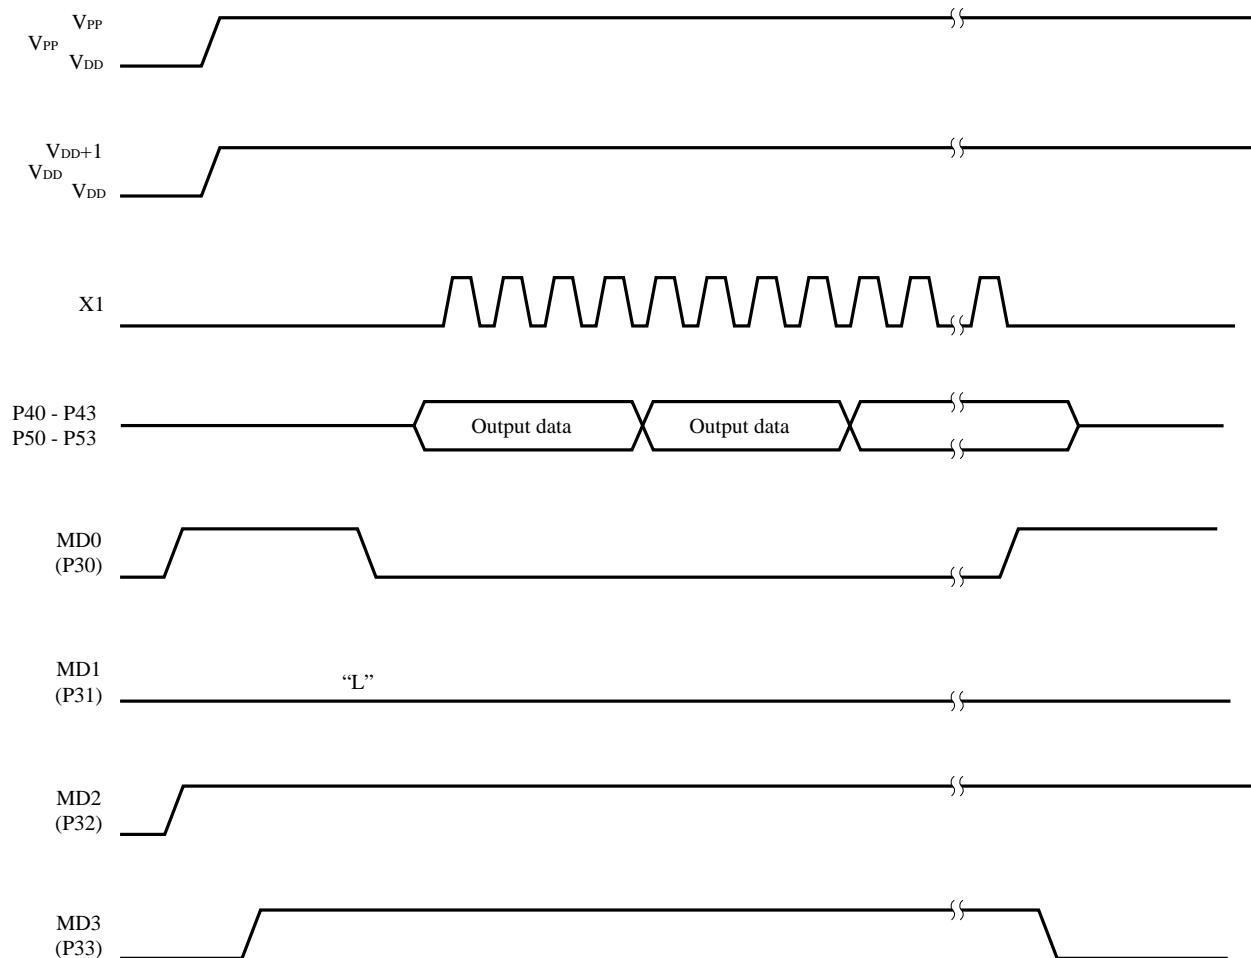 VPP
VPP
VDD
VDD+1
VDD
VDD
X1
P40 - P43
P50 - P53
Output data
Output data
MD0
(P30)
MD1
(P31)
“L”
MD2
(P32)
MD3
(P33)